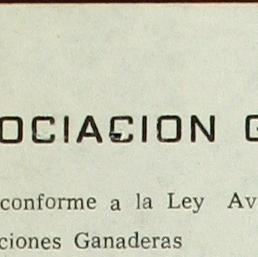 OCIACION G
conforme a la Ley Av
ciones Ganaderas